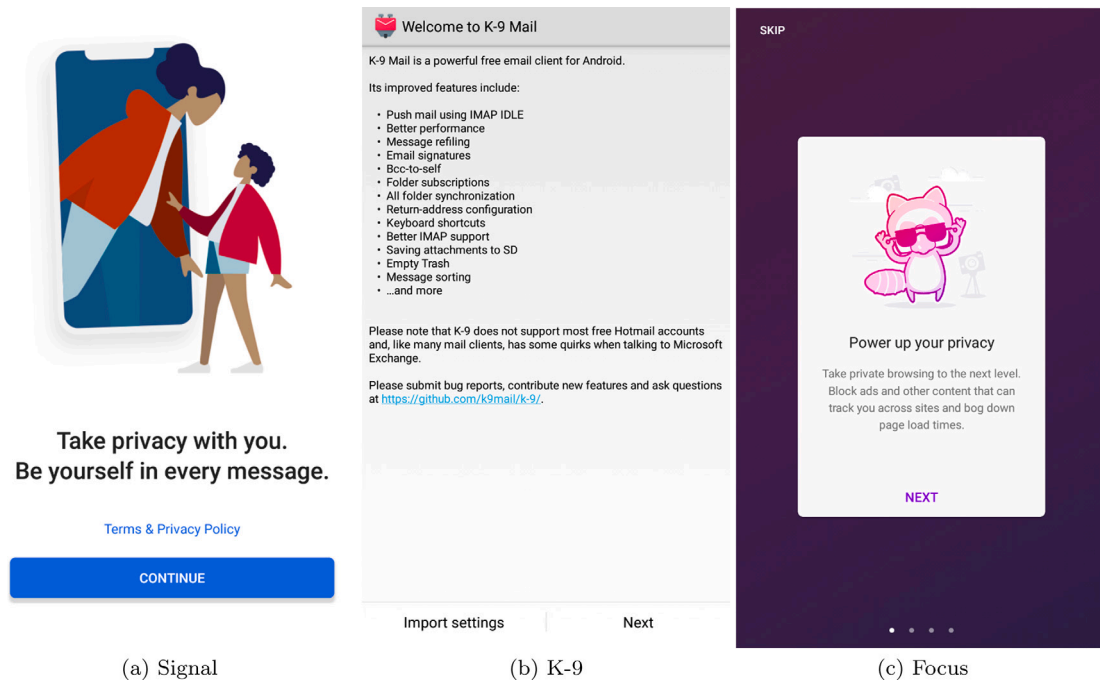 Take privacy with you.
Be yourself in every message.
Terms & Privacy Policy
CONTINUE
(a) Signal
Welcome to K-9 Mail
K-9 Mail is a powerful free email client for Android.
Its improved features include:
• Push mail using IMAP IDLE
• Better performance
• Message refiling
• Email signatures
• Bcc-to-self
• Folder subscriptions
• All folder synchronization
• Return-address configuration
• Keyboard shortcuts
• Better IMAP support
• Saving attachments to SD
• Empty Trash
• Message sorting
• …and more
Please note that K-9 does not support most free Hotmail accounts
and, like many mail clients, has some quirks when talking to Microsoft
Exchange.
Please submit bug reports, contribute new features and ask questions
at https://github.com/k9mail/k-9/.
Import settings
Next
(b) K-9
SKIP
Power up your privacy
Take private browsing to the next level.
Block ads and other content that can
track you across sites and bog down
page load times.
NEXT
(c) Focus